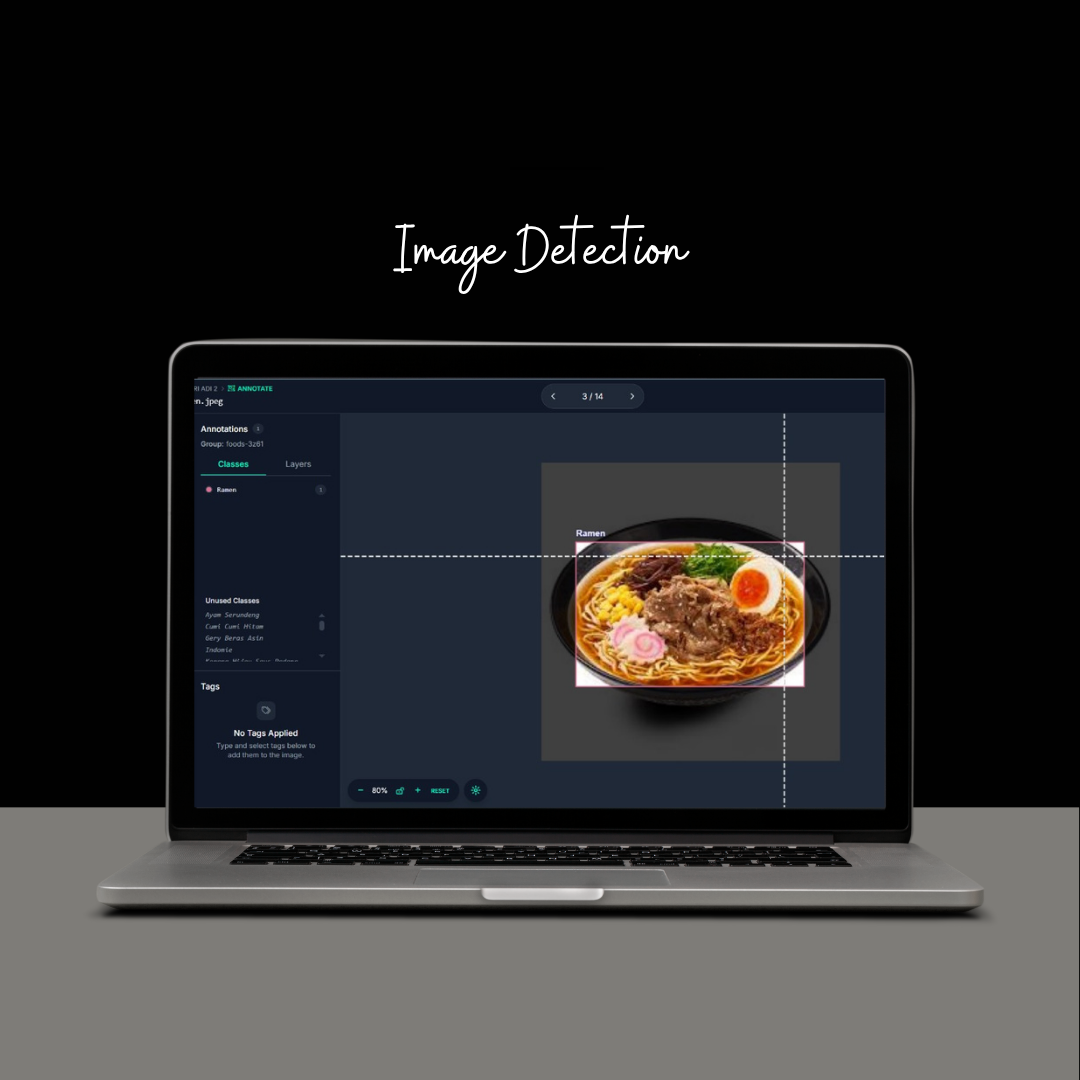 Image Detection
RI ADI 2 > ANNOTATE
en.jpeg
3 / 14
Annotations 1
Group: foods-3z61
Classes Layers
Ramen 1
Ramen
Unused Classes
Ayam Serundeng
Cumi Cumi Hitam
Gery Beras Asin
Indomie
Tags
No Tags Applied
Type and select tags below to
add them to the image.
80% RESET